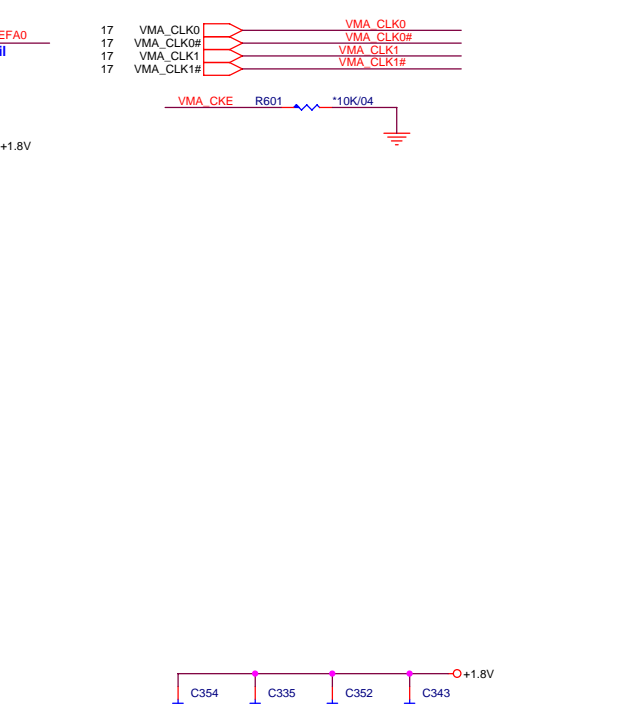 EFA0
il
17 VMA_CLK0 VMA_CLK0
17 VMA_CLK0# VMA_CLK0#
17 VMA_CLK1 VMA_CLK1
17 VMA_CLK1# VMA_CLK1#
VMA_CKE R601 *10K/04
+1.8V
+1.8V
C354 C335 C352 C343